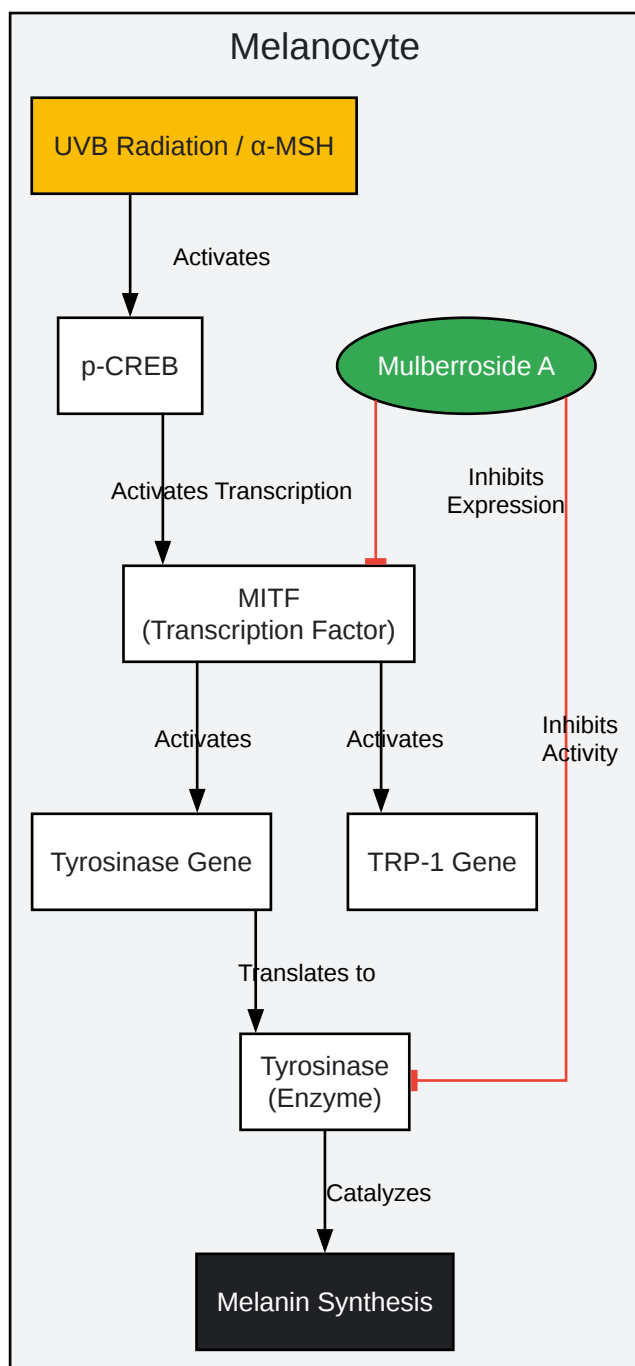 Melanocyte
UVB Radiation / α-MSH
Activates
p-CREB
Mulberroside A
Activates Transcription
Inhibits
Expression
MITF
(Transcription Factor)
Activates
Activates
Inhibits
Activity
Tyrosinase Gene
TRP-1 Gene
Translates to
Tyrosinase
(Enzyme)
Catalyzes
Melanin Synthesis